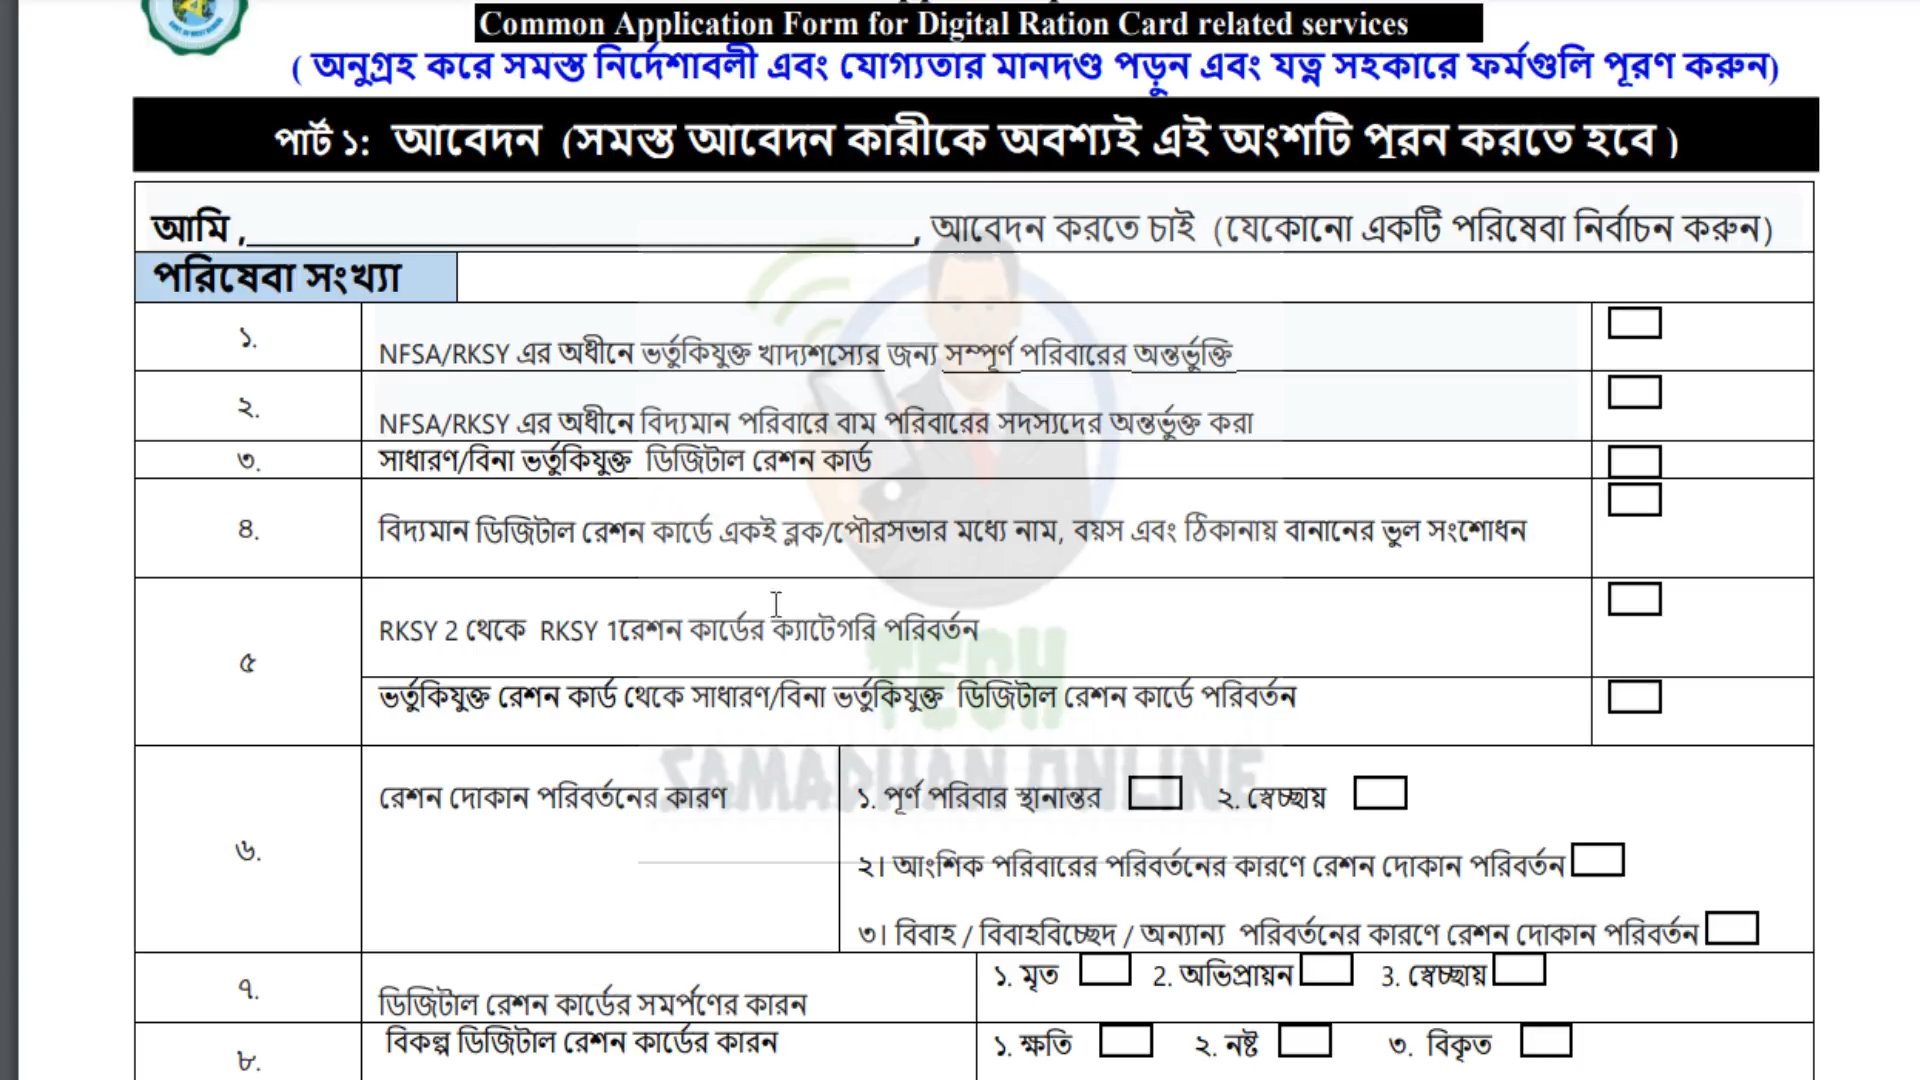 Common Application Form for Digital Ration Card related services
( অনুগ্রহ করে সমস্ত নির্দেশাবলী এবং যোগ্যতার মানদণ্ড পড়ুন এবং যত্ন সহকারে ফর্মগুলি পূরণ করুন)
পার্ট ১: আবেদন (সমস্ত আবেদন কারীকে অবশ্যই এই অংশটি পূরন করতে হবে )
আমি ,__________________________________, আবেদন করতে চাই (যেকোনো একটি পরিষেবা নির্বাচন করুন)
পরিষেবা সংখ্যা
১. NFSA/RKSY এর অধীনে ভর্তুকিযুক্ত খাদ্যশস্যের জন্য সম্পূর্ণ পরিবারের অন্তর্ভুক্তি
২. NFSA/RKSY এর অধীনে বিদ্যমান পরিবারে বাম পরিবারের সদস্যদের অন্তর্ভুক্ত করা
৩. সাধারণ/বিনা ভর্তুকিযুক্ত ডিজিটাল রেশন কার্ড
৪. বিদ্যমান ডিজিটাল রেশন কার্ডে একই ব্লক/পৌরসভার মধ্যে নাম, বয়স এবং ঠিকানায় বানানের ভুল সংশোধন
৫ RKSY 2 থেকে RKSY 1রেশন কার্ডের ক্যাটেগরি পরিবর্তন
ভর্তুকিযুক্ত রেশন কার্ড থেকে সাধারণ/বিনা ভর্তুকিযুক্ত ডিজিটাল রেশন কার্ডে পরিবর্তন
TECH
SAMADHAN ONLINE
৬. রেশন দোকান পরিবর্তনের কারণ ১. পূর্ণ পরিবার স্থানান্তর ২. স্বেচ্ছায়
২। আংশিক পরিবারের পরিবর্তনের কারণে রেশন দোকান পরিবর্তন
৩। বিবাহ / বিবাহবিচ্ছেদ / অন্যান্য পরিবর্তনের কারণে রেশন দোকান পরিবর্তন
৭. ডিজিটাল রেশন কার্ডের সমর্পণের কারন ১. মৃত 2. অভিপ্রায়ন 3. স্বেচ্ছায়
৮. বিকল্প ডিজিটাল রেশন কার্ডের কারন ১. ক্ষতি ২. নষ্ট ৩. বিকৃত